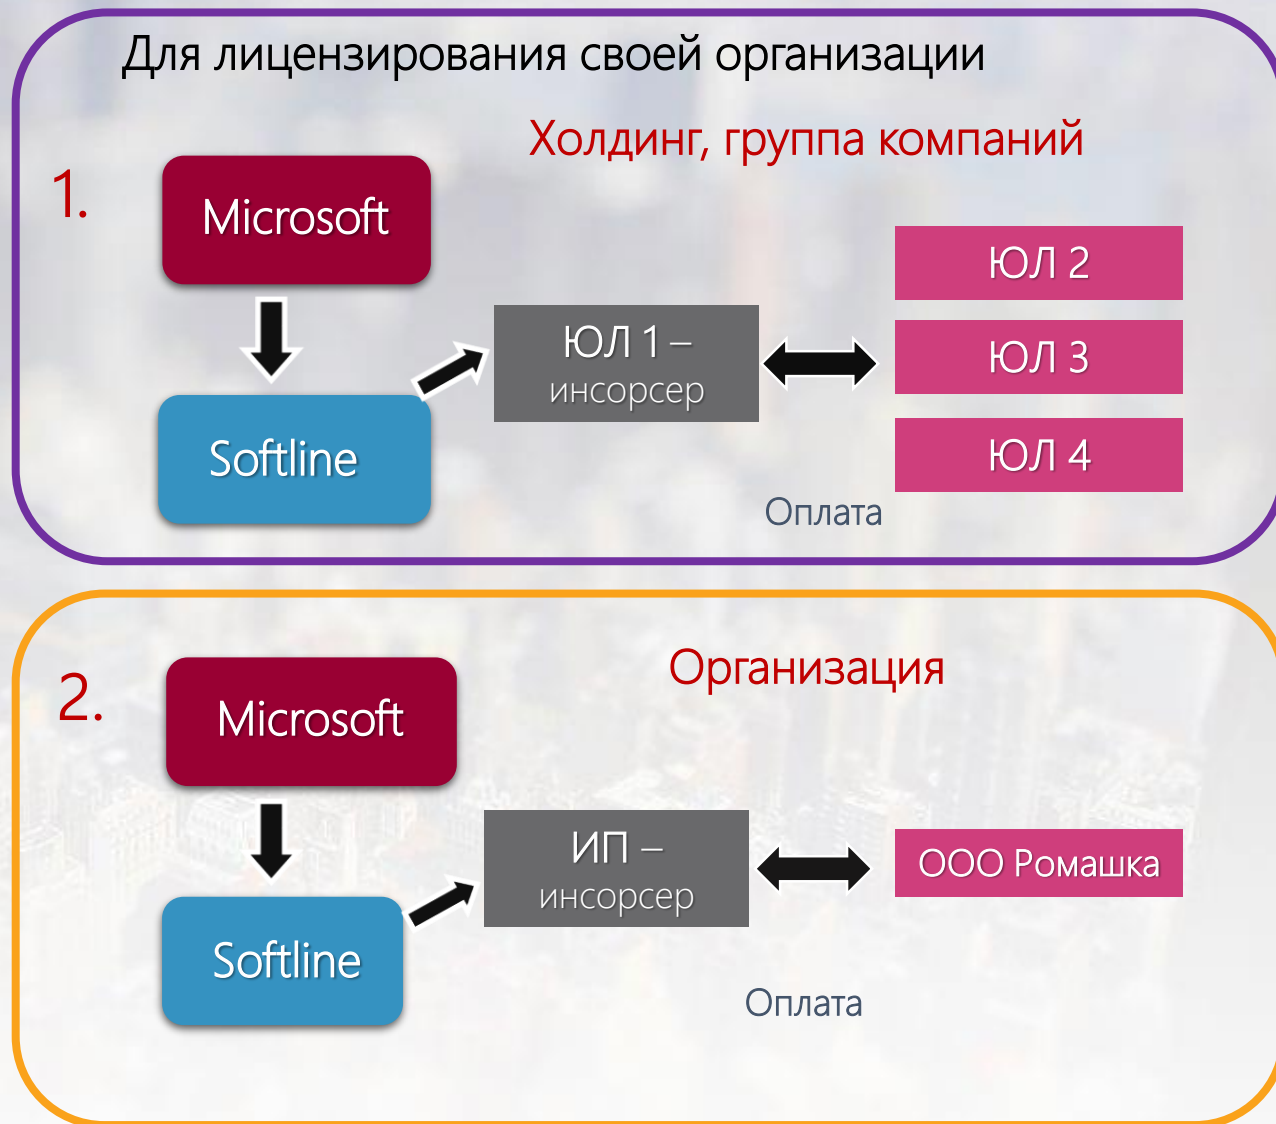 Для лицензирования своей организации
Холдинг, группа компаний
1.
Microsoft
Softline
ЮЛ 1 –
инсорсер
ЮЛ 2
ЮЛ 3
ЮЛ 4
Оплата
Организация
2.
Microsoft
Softline
ИП –
инсорсер
ООО Ромашка
Оплата